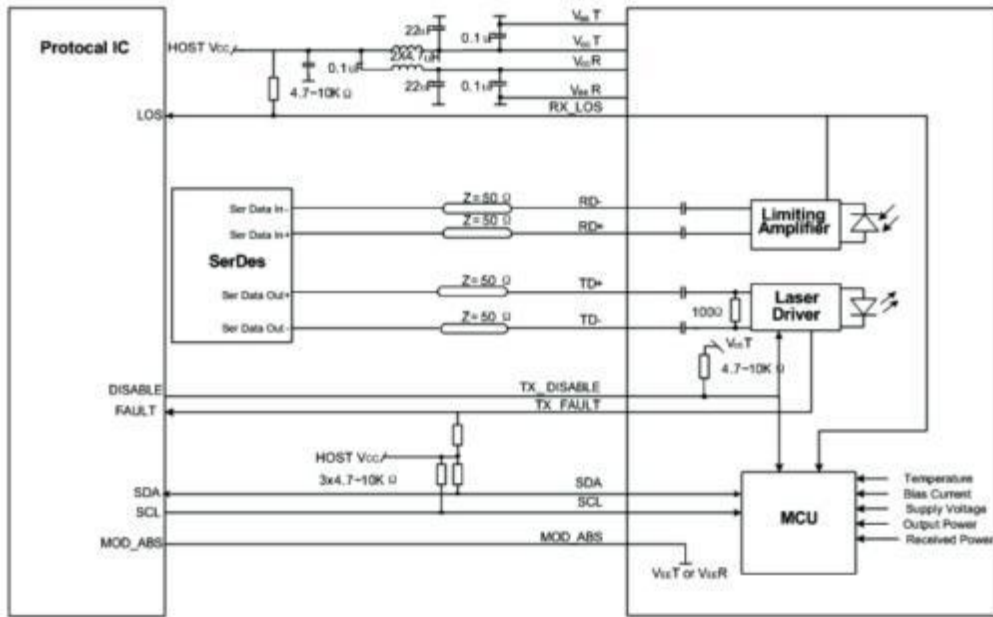 Protocal IC
HOST Vcc
22uF
0.1uF
VEET
2X4.7uH
VCCT
0.1uF
VCCR
22uF
0.1uF
VEER
4.7~10K Ω
LOS
RX_LOS
SerDes
Ser Data In-
Z=50 Ω
RD-
Ser Data In+
Z=50 Ω
RD+
Limiting
Amplifier
Ser Data Out+
Z=50 Ω
TD+
Ser Data Out-
Z=50 Ω
TD-
100Ω
Laser
Driver
VCCT
4.7~10K Ω
DISABLE
TX_DISABLE
FAULT
TX FAULT
HOST Vcc
3x4.7~10K Ω
SDA
SDA
SCL
SCL
MOD_ABS
MOD_ABS
VEET or VEER
MCU
Temperature
Bias Current
Supply Voltage
Output Power
Received Power